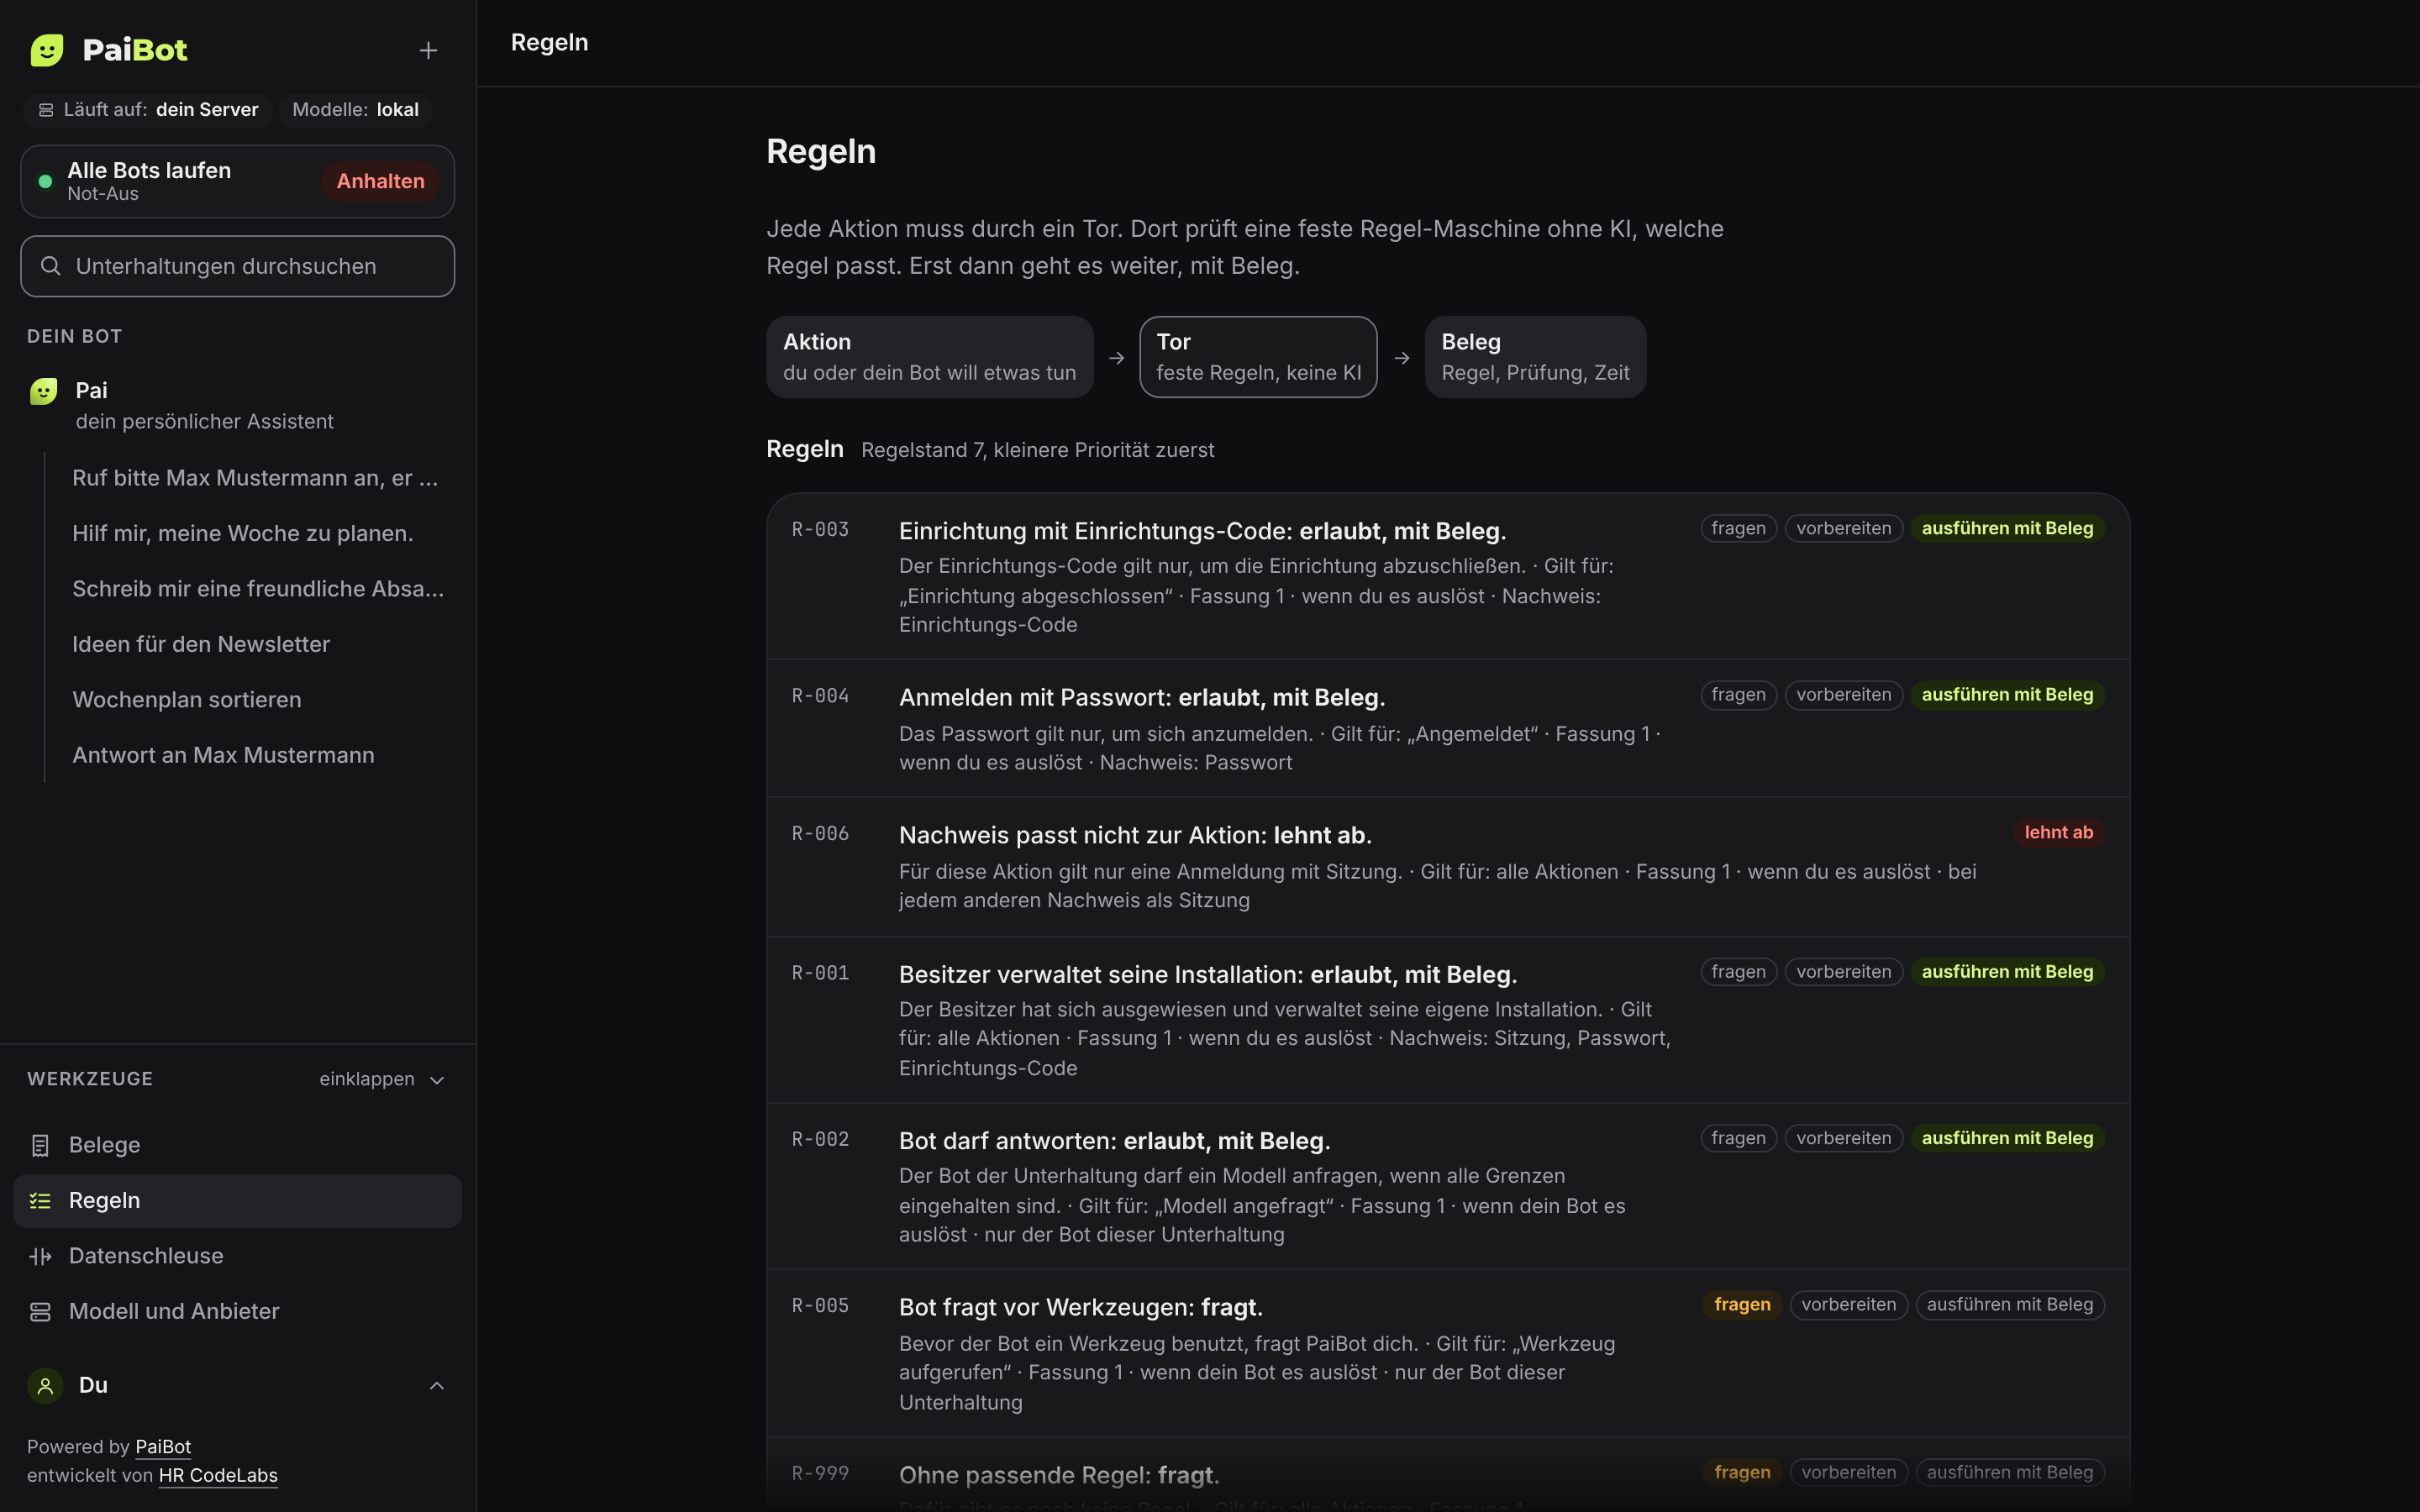 PaiBot
Läuft auf: dein Server
Modelle: lokal
Alle Bots laufen
Not-Aus
Anhalten
Unterhaltungen durchsuchen
DEIN BOT
Pai
dein persönlicher Assistent
Ruf bitte Max Mustermann an, er ...
Hilf mir, meine Woche zu planen.
Schreib mir eine freundliche Absa...
Ideen für den Newsletter
Wochenplan sortieren
Antwort an Max Mustermann
WERKZEUGE
einklappen
Belege
Regeln
Datenschleuse
Modell und Anbieter
Du
Powered by PaiBot
entwickelt von HR CodeLabs
Regeln
Regeln
Jede Aktion muss durch ein Tor. Dort prüft eine feste Regel-Maschine ohne KI, welche
Regel passt. Erst dann geht es weiter, mit Beleg.
Aktion
du oder dein Bot will etwas tun
→
Tor
feste Regeln, keine KI
→
Beleg
Regel, Prüfung, Zeit
Regeln Regelstand 7, kleinere Priorität zuerst
R-003
Einrichtung mit Einrichtungs-Code: erlaubt, mit Beleg.
fragen vorbereiten ausführen mit Beleg
Der Einrichtungs-Code gilt nur, um die Einrichtung abzuschließen. · Gilt für:
„Einrichtung abgeschlossen“ · Fassung 1 · wenn du es auslöst · Nachweis:
Einrichtungs-Code
R-004
Anmelden mit Passwort: erlaubt, mit Beleg.
fragen vorbereiten ausführen mit Beleg
Das Passwort gilt nur, um sich anzumelden. · Gilt für: „Angemeldet“ · Fassung 1 ·
wenn du es auslöst · Nachweis: Passwort
R-006
Nachweis passt nicht zur Aktion: lehnt ab.
lehnt ab
Für diese Aktion gilt nur eine Anmeldung mit Sitzung. · Gilt für: alle Aktionen · Fassung 1 · wenn du es auslöst · bei
jedem anderen Nachweis als Sitzung
R-001
Besitzer verwaltet seine Installation: erlaubt, mit Beleg.
fragen vorbereiten ausführen mit Beleg
Der Besitzer hat sich ausgewiesen und verwaltet seine eigene Installation. · Gilt
für: alle Aktionen · Fassung 1 · wenn du es auslöst · Nachweis: Sitzung, Passwort,
Einrichtungs-Code
R-002
Bot darf antworten: erlaubt, mit Beleg.
fragen vorbereiten ausführen mit Beleg
Der Bot der Unterhaltung darf ein Modell anfragen, wenn alle Grenzen
eingehalten sind. · Gilt für: „Modell angefragt“ · Fassung 1 · wenn dein Bot es
auslöst · nur der Bot dieser Unterhaltung
R-005
Bot fragt vor Werkzeugen: fragt.
fragen vorbereiten ausführen mit Beleg
Bevor der Bot ein Werkzeug benutzt, fragt PaiBot dich. · Gilt für: „Werkzeug
aufgerufen“ · Fassung 1 · wenn dein Bot es auslöst · nur der Bot dieser
Unterhaltung
R-999
Ohne passende Regel: fragt.
fragen vorbereiten ausführen mit Beleg
Dafür gibt es noch keine Regel. · Gilt für: alle Aktionen · Fassung 1